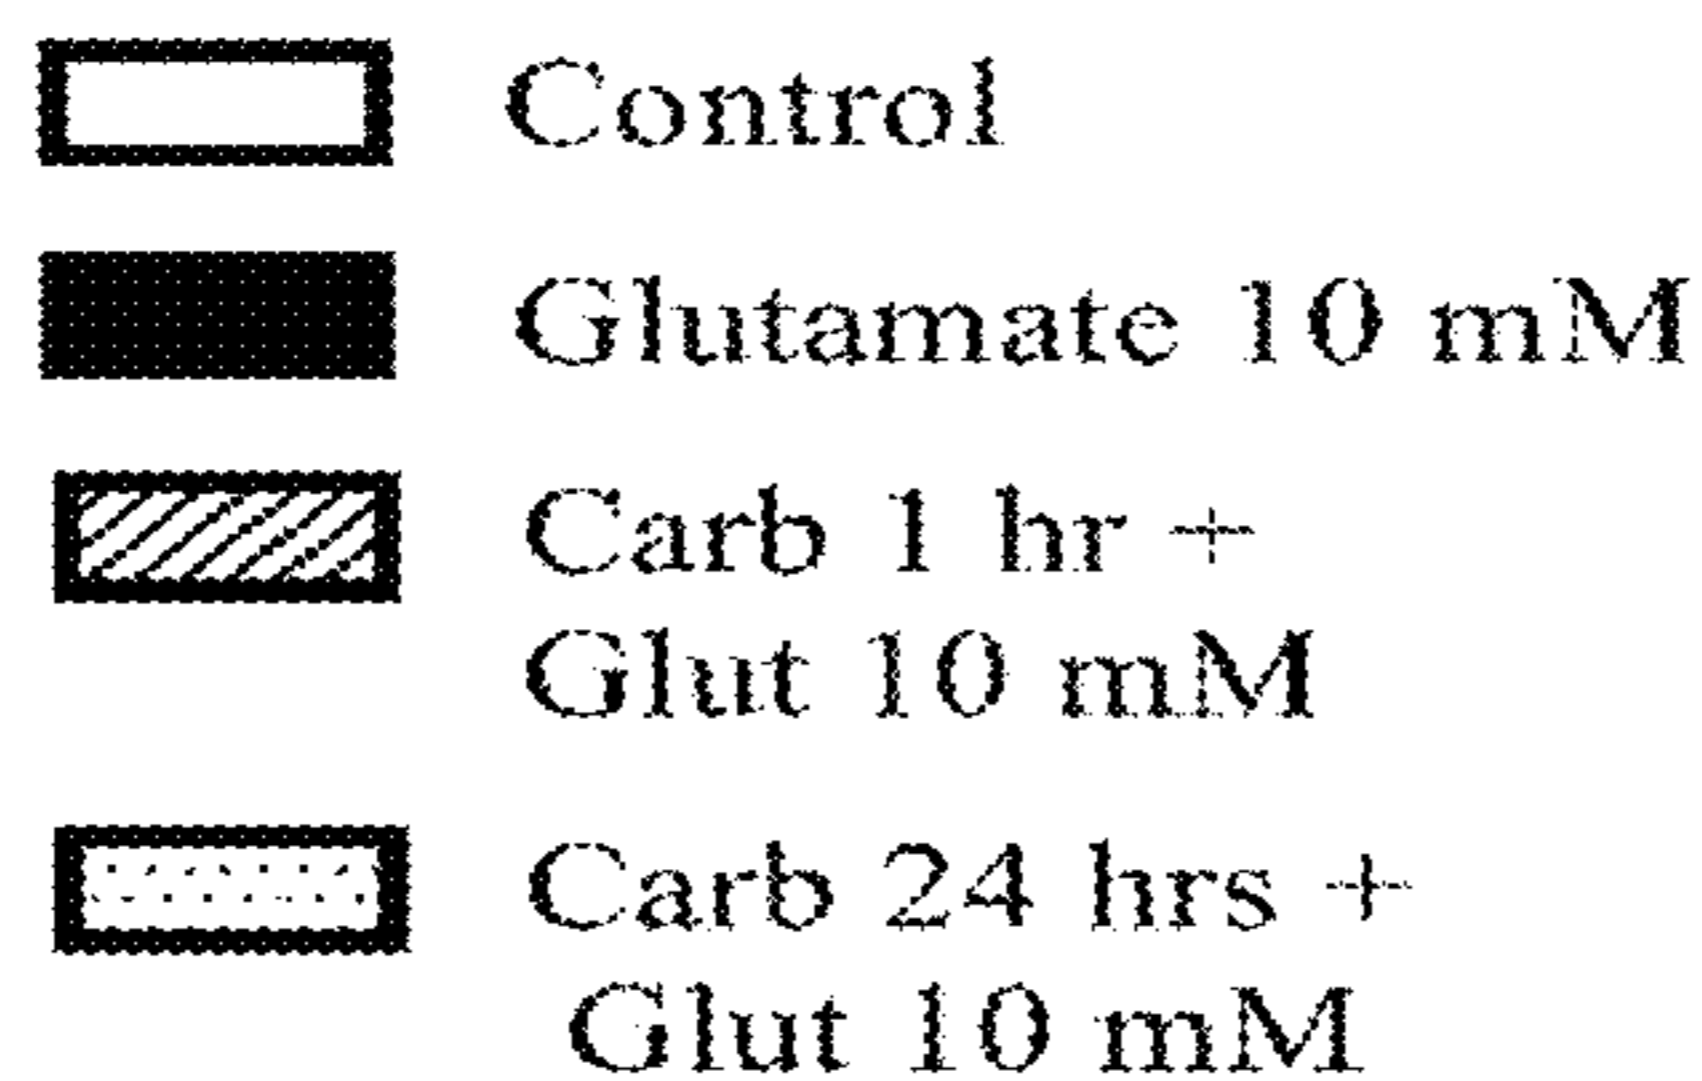 Control
Glutamate 10 mM
Carb 1 hr +
Glut 10 mM
Carb 24 hrs +
Glut 10 mM